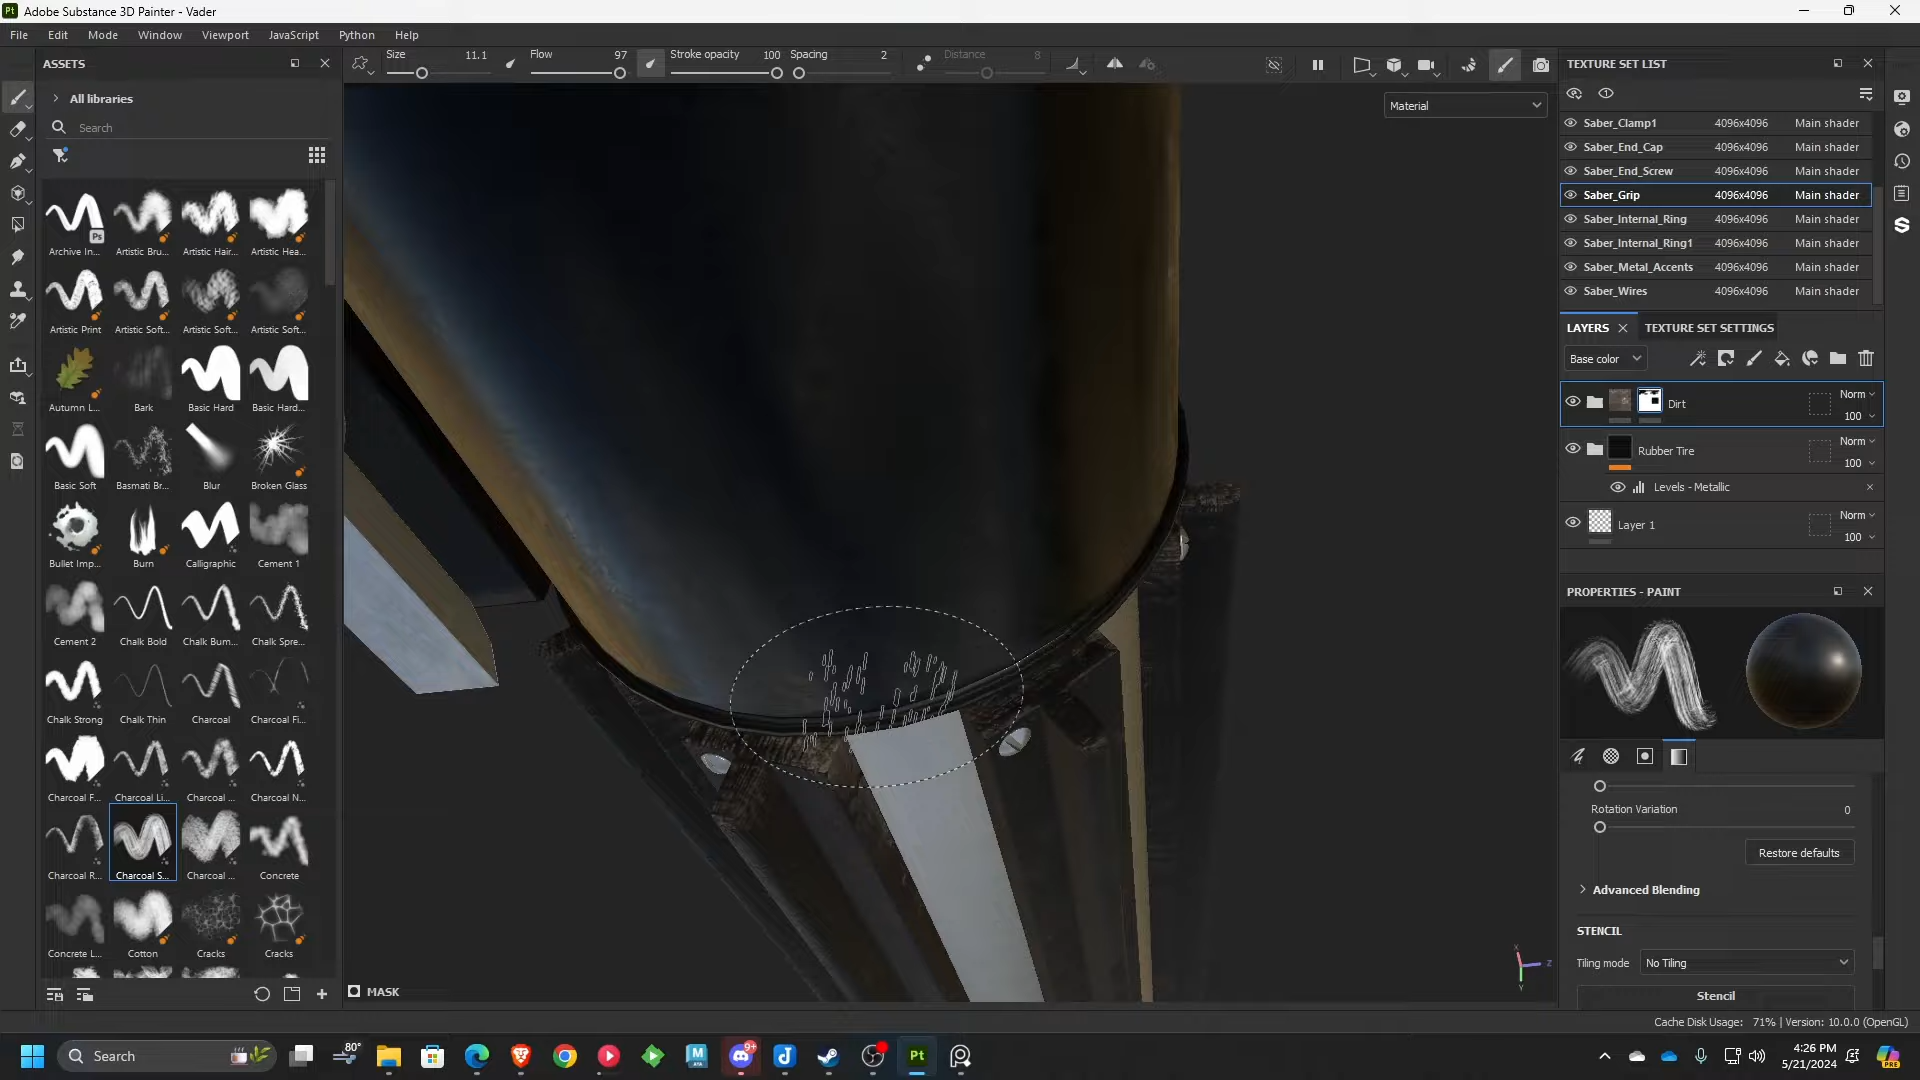 Pt Adobe Substance 3D Painter - Vader
File Edit Mode Window Viewport JavaScript Python Help
ASSETS
Size 11.1 Flow 97 Stroke opacity 100 Spacing 2 Distance 8
All libraries
Search
Archive In... Artistic Bru... Artistic Hair... Artistic Hea...
Artistic Print Artistic Soft... Artistic Soft... Artistic Soft...
Autumn L... Bark Basic Hard Basic Hard...
Basic Soft Basmati Br... Blur Broken Glass
Bullet Imp... Burn Calligraphic Cement 1
Cement 2 Chalk Bold Chalk Bum... Chalk Spre...
Chalk Strong Chalk Thin Charcoal Charcoal Fi...
Charcoal F... Charcoal Li... Charcoal ... Charcoal N...
Charcoal R... Charcoal S... Charcoal ... Concrete
Concrete L... Cotton Cracks Cracks
Material
MASK
TEXTURE SET LIST
Saber_Clamp1 4096x4096 Main shader
Saber_End_Cap 4096x4096 Main shader
Saber_End_Screw 4096x4096 Main shader
Saber_Grip 4096x4096 Main shader
Saber_Internal_Ring 4096x4096 Main shader
Saber_Internal_Ring1 4096x4096 Main shader
Saber_Metal_Accents 4096x4096 Main shader
Saber_Wires 4096x4096 Main shader
LAYERS TEXTURE SET SETTINGS
Base color
Dirt Norm 100
Rubber Tire Norm 100
Levels - Metallic
Layer 1 Norm 100
PROPERTIES - PAINT
Rotation Variation 0
Restore defaults
Advanced Blending
STENCIL
Tiling mode No Tiling
Stencil
Cache Disk Usage: 71% | Version: 10.0.0 (OpenGL)
Search
80°
9+
Pt
4:26 PM
5/21/2024